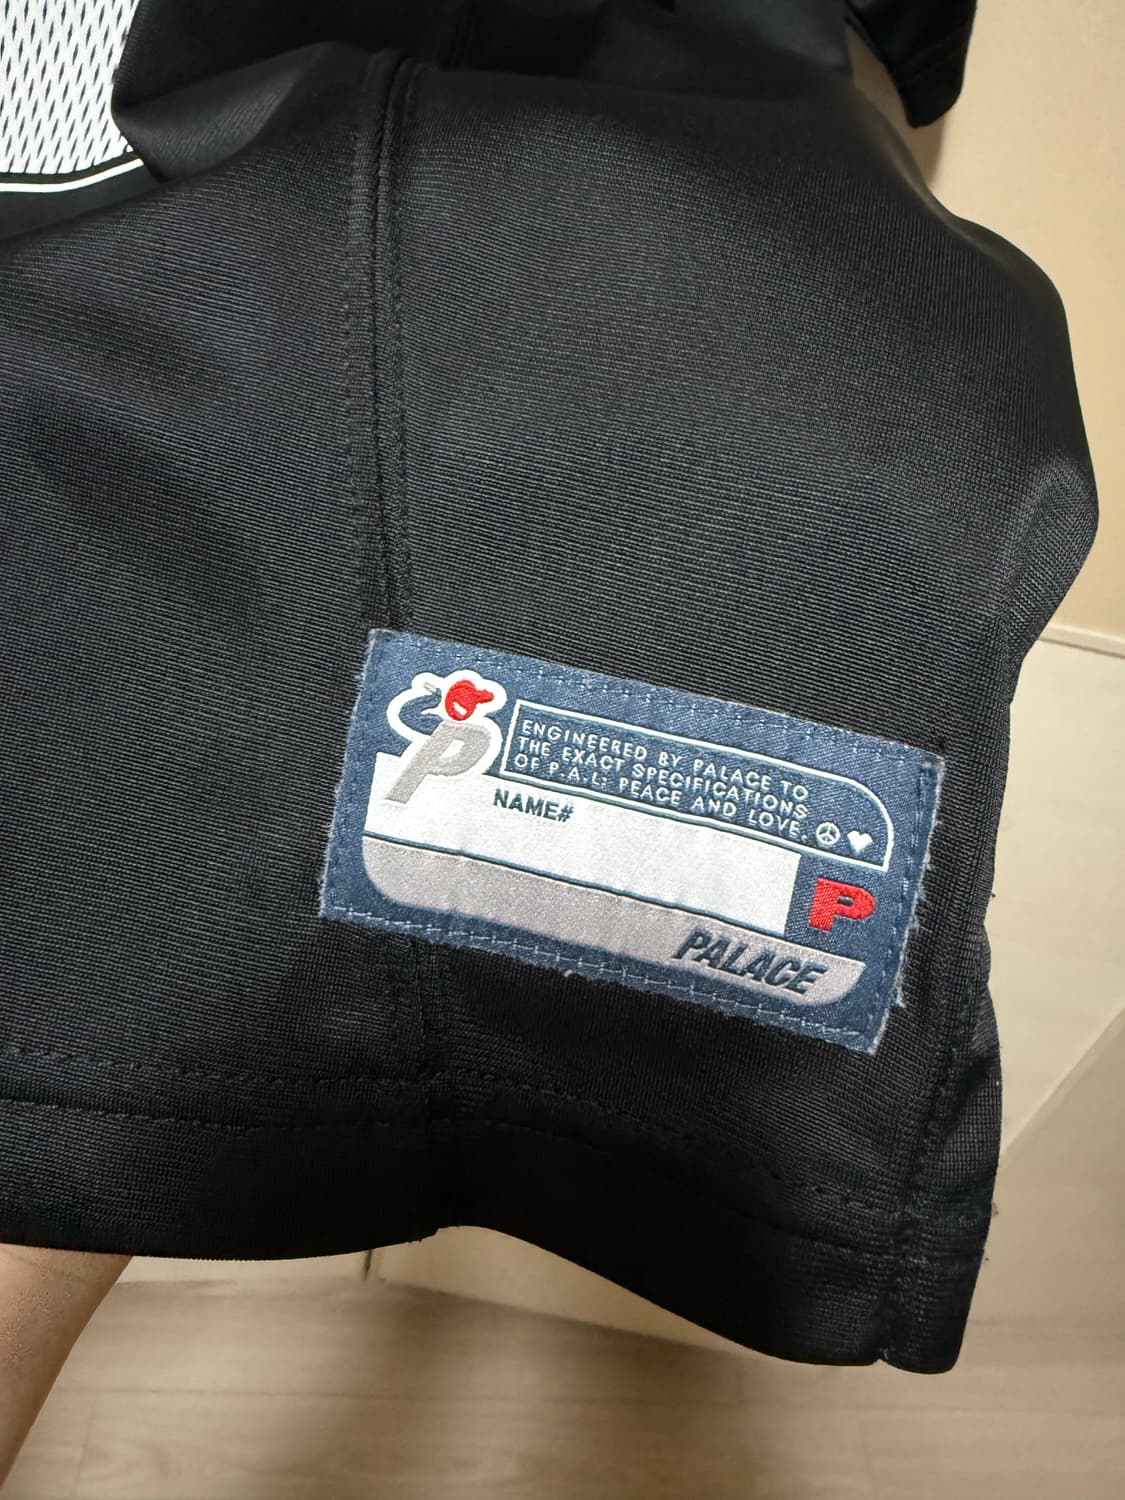 ENGINEERED BY PALACE TO
THE EXACT SPECIFICATIONS
OF P.A.L: PEACE AND LOVE.
P
NAME#
P
PALACE